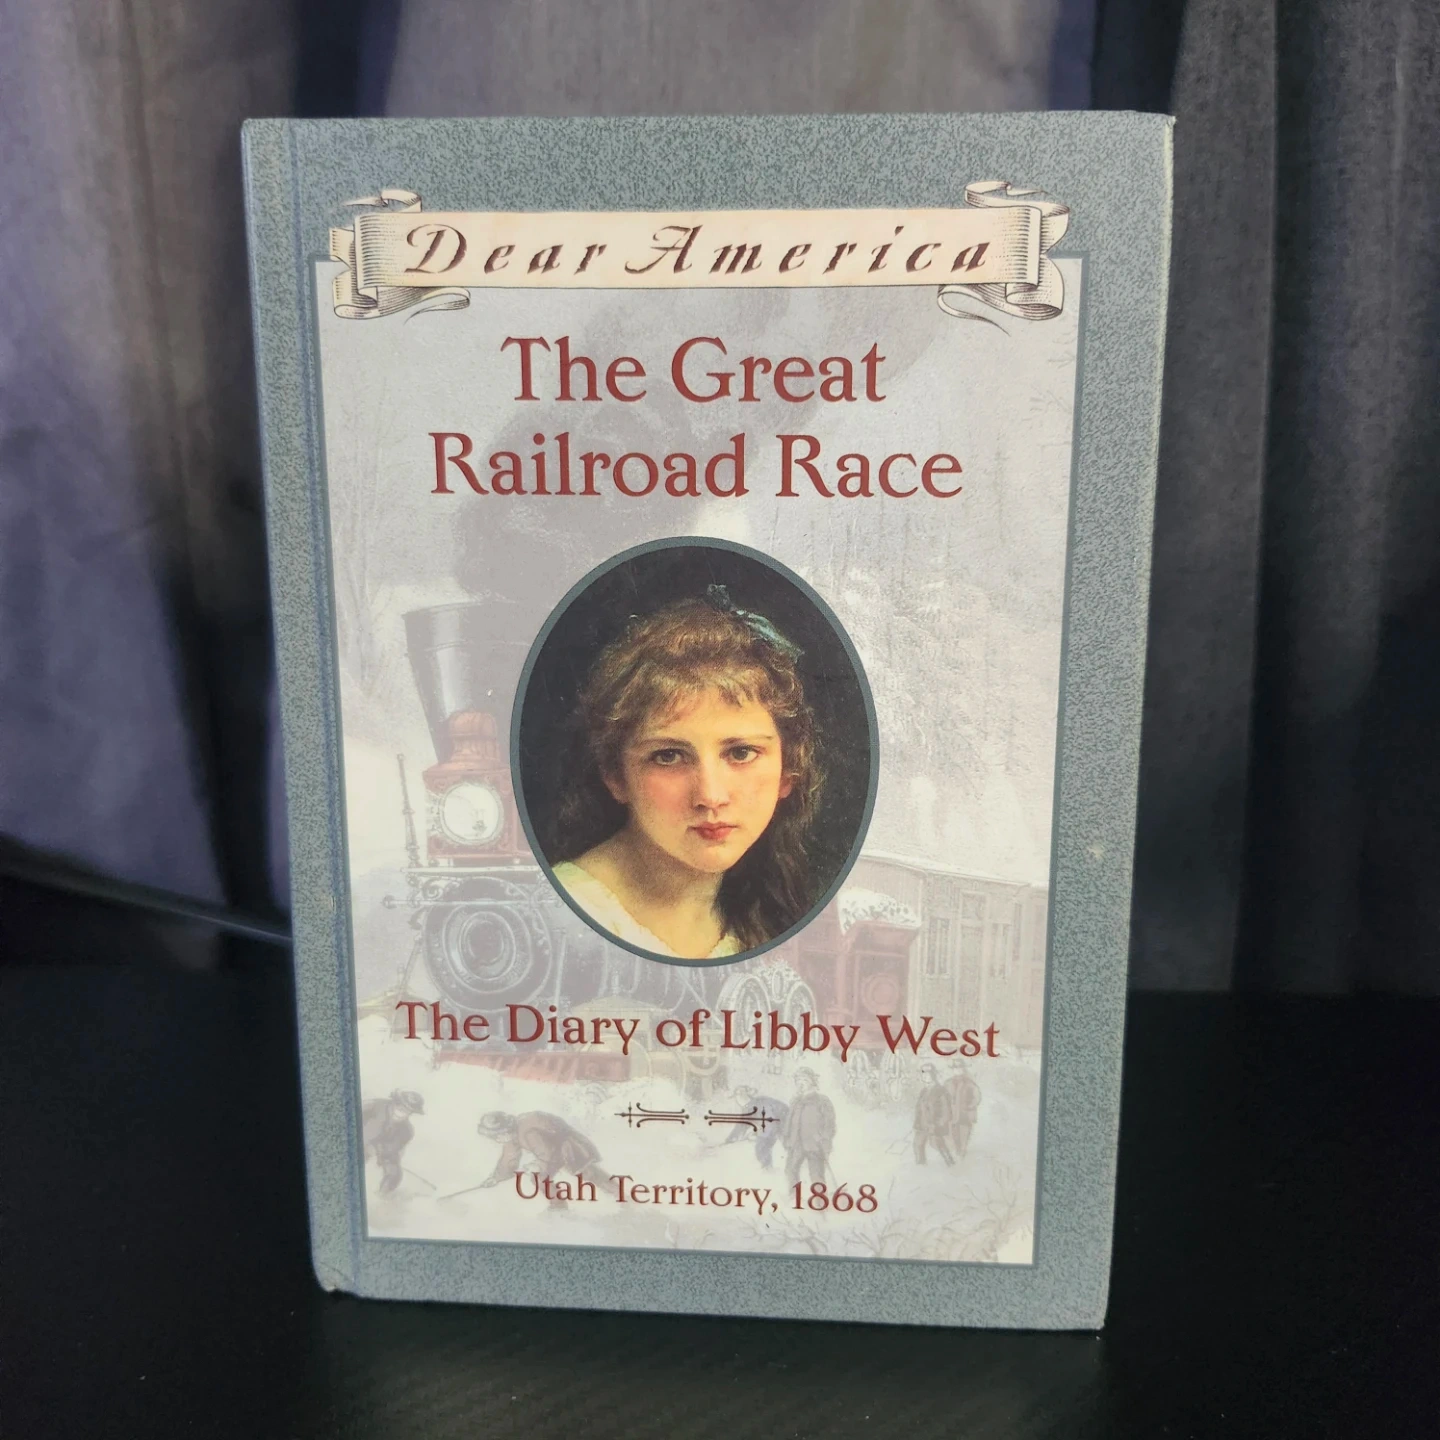 Dear America
The Great
Railroad Race
The Diary of Libby West
Utah Territory, 1868